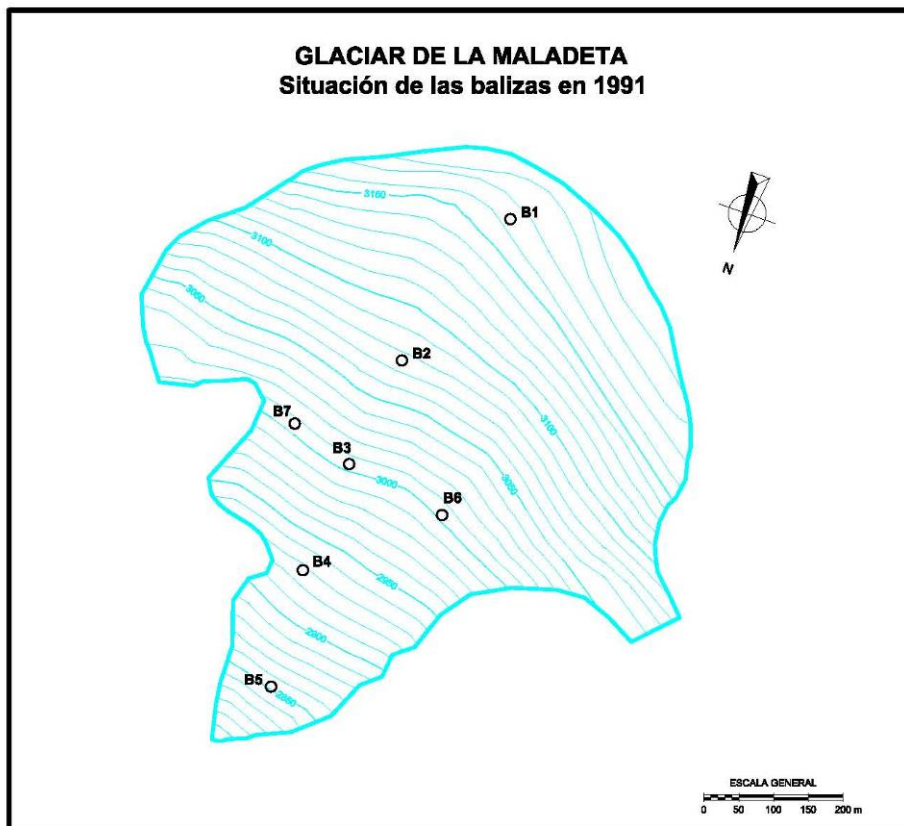 GLACIAR DE LA MALADETA
Situación de las balizas en 1991
3150
B1
3100
N
3050
B2
B7
3100
B3
3050
3000
B6
B4
2950
2900
B5
2850
ESCALA GENERAL
0 50 100 150 200 m